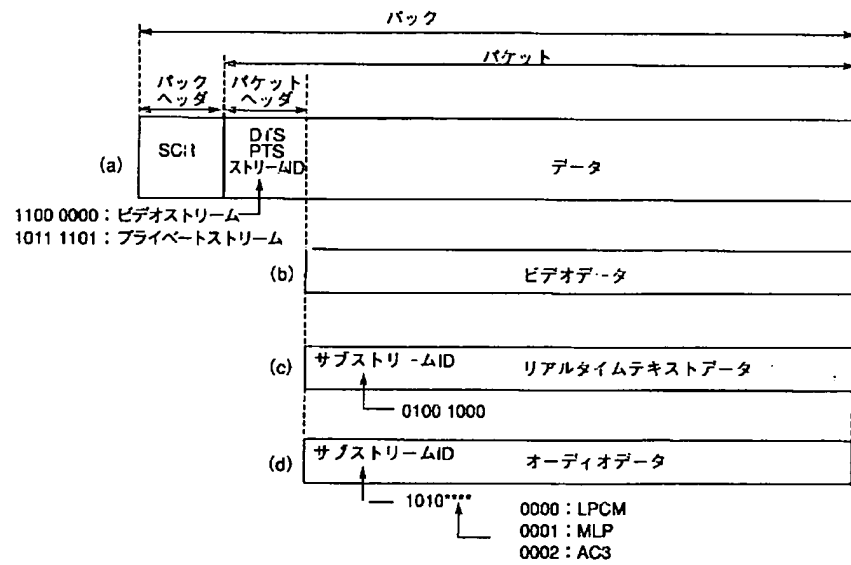 パック
パケット
パック
ヘッダ
パケット
ヘッダ
(a)
SCR
DTS
PTS
ストリームID
データ
1100 0000：ビデオストリーム
1011 1101：プライベートストリーム
(b)
ビデオデータ
(c)
サブストリームID
リアルタイムテキストデータ
0100 1000
(d)
サブストリームID
オーディオデータ
1010****
0000：LPCM
0001：MLP
0002：AC3